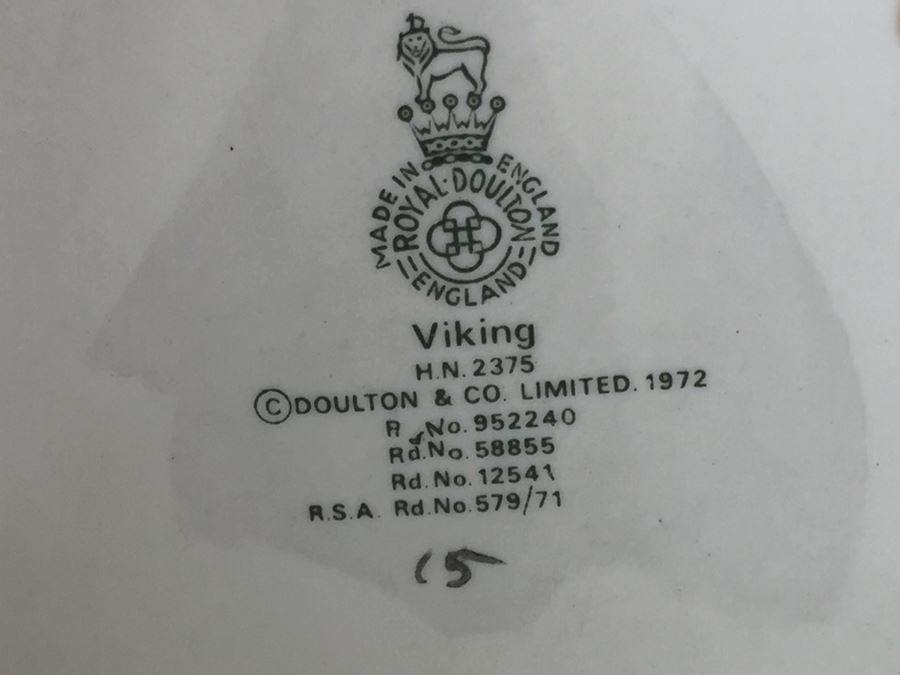 MADE IN ENGLAND
ROYAL·DOULTON
ENGLAND
Viking
H.N. 2375
©DOULTON & CO. LIMITED. 1972
R No. 952240
Rd.No. 58855
Rd.No. 12541
R.S.A. Rd.No. 579/71
15